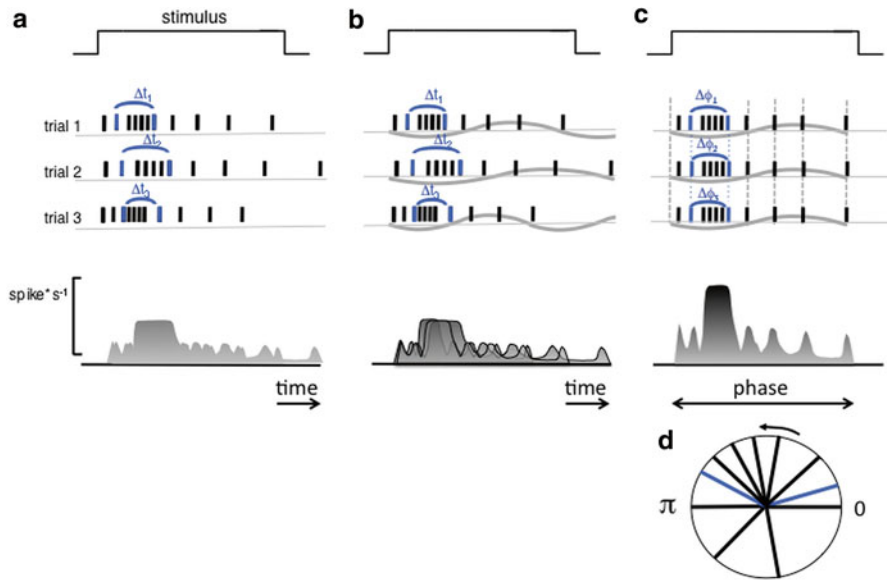 a
stimulus
b
c
Δt₁
Δt₁
Δϕ₁
trial 1
Δt₂
Δt₂
Δϕ₂
trial 2
Δt₃
Δt₃
Δϕ₃
trial 3
spike*s⁻¹
time
time
phase
d
π
0